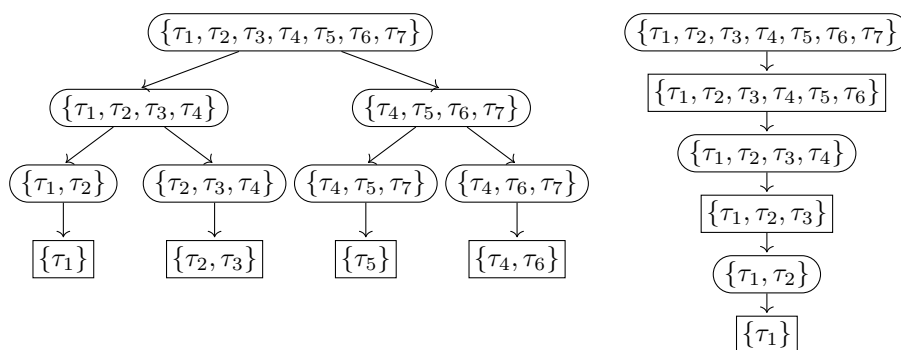 {τ₁, τ₂, τ₃, τ₄, τ₅, τ₆, τ₇}
{τ₁, τ₂, τ₃, τ₄}
{τ₄, τ₅, τ₆, τ₇}
{τ₁, τ₂}
{τ₂, τ₃, τ₄}
{τ₄, τ₅, τ₇}
{τ₄, τ₆, τ₇}
{τ₁}
{τ₂, τ₃}
{τ₅}
{τ₄, τ₆}
{τ₁, τ₂, τ₃, τ₄, τ₅, τ₆, τ₇}
{τ₁, τ₂, τ₃, τ₄, τ₅, τ₆}
{τ₁, τ₂, τ₃, τ₄}
{τ₁, τ₂, τ₃}
{τ₁, τ₂}
{τ₁}